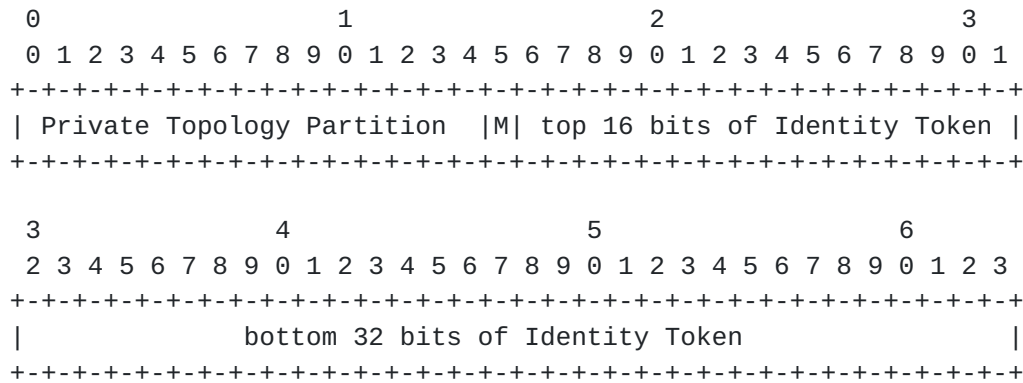 0                   1                   2                   3
 0 1 2 3 4 5 6 7 8 9 0 1 2 3 4 5 6 7 8 9 0 1 2 3 4 5 6 7 8 9 0 1
+-+-+-+-+-+-+-+-+-+-+-+-+-+-+-+-+-+-+-+-+-+-+-+-+-+-+-+-+-+-+-+-+
| Private Topology Partition  |M| top 16 bits of Identity Token |
+-+-+-+-+-+-+-+-+-+-+-+-+-+-+-+-+-+-+-+-+-+-+-+-+-+-+-+-+-+-+-+-+
 3               4                   5                   6
 2 3 4 5 6 7 8 9 0 1 2 3 4 5 6 7 8 9 0 1 2 3 4 5 6 7 8 9 0 1 2 3
+-+-+-+-+-+-+-+-+-+-+-+-+-+-+-+-+-+-+-+-+-+-+-+-+-+-+-+-+-+-+-+-+
|              bottom 32 bits of Identity Token                 |
+-+-+-+-+-+-+-+-+-+-+-+-+-+-+-+-+-+-+-+-+-+-+-+-+-+-+-+-+-+-+-+-+